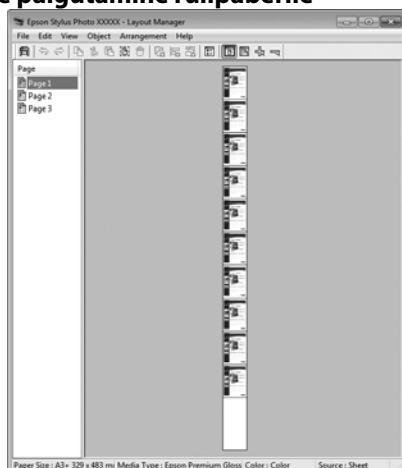 paigutamine rullpaberile
Epson Stylus Photo XXXXX - Layout Manager
File Edit View Object Arrangement Help
Page
Page 1
Page 2
Page 3
Paper Size : A3+ 329 x 483 mi Media Type : Epson Premium Gloss Color : Color Source : Sheet